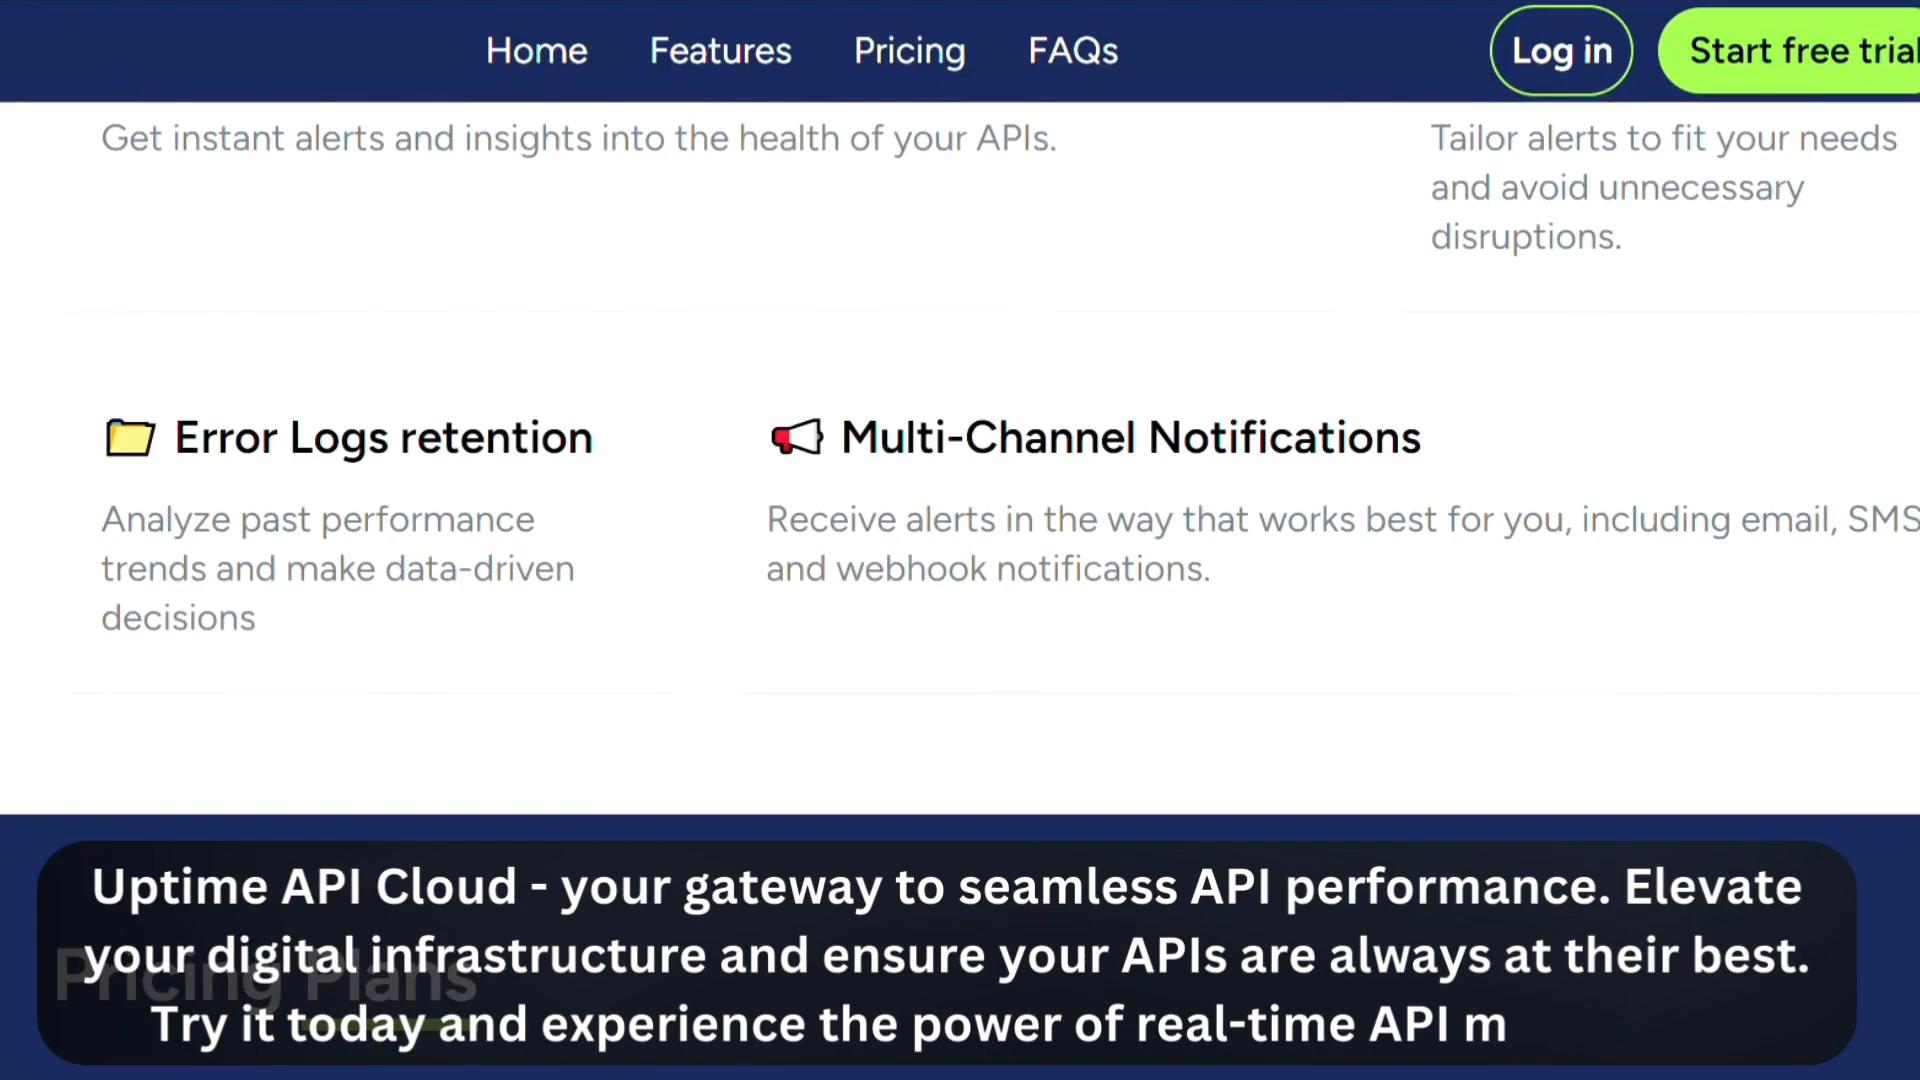 Home Features Pricing FAQs Log in Start free trial
Get instant alerts and insights into the health of your APIs.
Tailor alerts to fit your needs
and avoid unnecessary
disruptions.
Error Logs retention
Analyze past performance
trends and make data-driven
decisions
Multi-Channel Notifications
Receive alerts in the way that works best for you, including email, SMS
and webhook notifications.
Pricing Plans
Uptime API Cloud - your gateway to seamless API performance. Elevate
your digital infrastructure and ensure your APIs are always at their best.
Try it today and experience the power of real-time API m